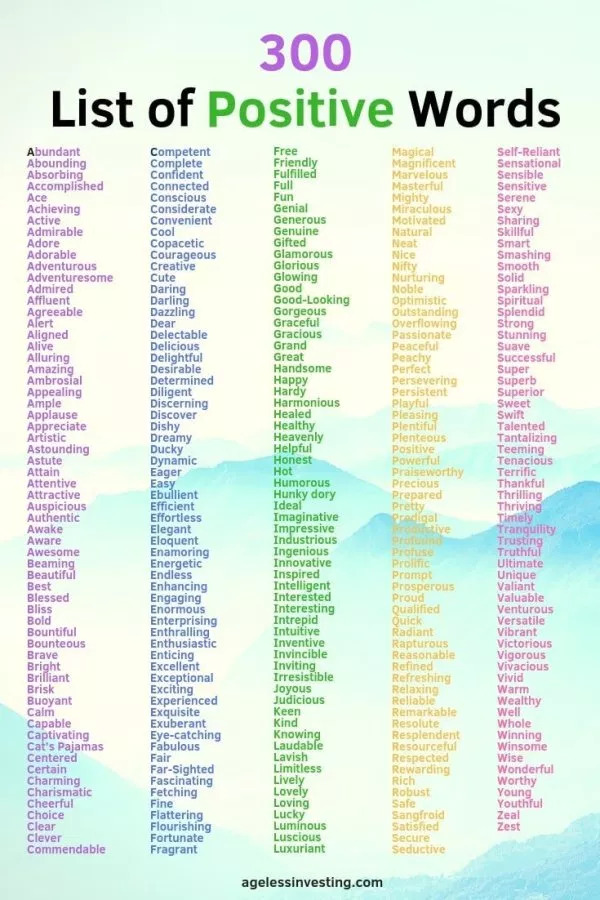 300
List of Positive Words
Abundant
Abounding
Absorbing
Accomplished
Ace
Achieving
Active
Admirable
Adore
Adorable
Adventurous
Adventuresome
Admired
Affluent
Agreeable
Alert
Aligned
Alive
Alluring
Amazing
Ambrosial
Appealing
Ample
Applause
Appreciate
Artistic
Astounding
Astute
Attain
Attentive
Attractive
Auspicious
Authentic
Awake
Aware
Awesome
Beaming
Beautiful
Best
Blessed
Bliss
Bold
Bountiful
Bounteous
Brave
Bright
Brilliant
Brisk
Buoyant
Calm
Capable
Captivating
Cat's Pajamas
Centered
Certain
Charming
Charismatic
Cheerful
Choice
Clear
Clever
Commendable
Competent
Complete
Confident
Connected
Conscious
Considerate
Convenient
Cool
Copacetic
Courageous
Creative
Cute
Daring
Darling
Dazzling
Dear
Delectable
Delicious
Delightful
Desirable
Determined
Diligent
Discerning
Discover
Dishy
Dreamy
Ducky
Dynamic
Eager
Easy
Ebullient
Efficient
Effortless
Elegant
Eloquent
Enamoring
Energetic
Endless
Enhancing
Engaging
Enormous
Enterprising
Enthralling
Enthusiastic
Enticing
Excellent
Exceptional
Exciting
Experienced
Exquisite
Exuberant
Eye-catching
Fabulous
Fair
Far-Sighted
Fascinating
Fetching
Fine
Flattering
Flourishing
Fortunate
Fragrant
Free
Friendly
Fulfilled
Full
Fun
Genial
Generous
Genuine
Gifted
Glamorous
Glorious
Glowing
Good
Good-Looking
Gorgeous
Graceful
Gracious
Grand
Great
Handsome
Happy
Hardy
Harmonious
Healed
Healthy
Heavenly
Helpful
Honest
Hot
Humorous
Hunky dory
Ideal
Imaginative
Impressive
Industrious
Ingenious
Innovative
Inspired
Intelligent
Interested
Interesting
Intrepid
Intuitive
Inventive
Invincible
Inviting
Irresistible
Joyous
Judicious
Keen
Kind
Knowing
Laudable
Lavish
Limitless
Lively
Lovely
Loving
Lucky
Luminous
Luscious
Luxuriant
Magical
Magnificent
Marvelous
Masterful
Mighty
Miraculous
Motivated
Natural
Neat
Nice
Nifty
Nurturing
Noble
Optimistic
Outstanding
Overflowing
Passionate
Peaceful
Peachy
Perfect
Persevering
Persistent
Playful
Pleasing
Plentiful
Plenteous
Positive
Powerful
Praiseworthy
Precious
Prepared
Pretty
Prodigal
Productive
Profound
Profuse
Prolific
Prompt
Prosperous
Proud
Qualified
Quick
Radiant
Rapturous
Reasonable
Refined
Refreshing
Relaxing
Reliable
Remarkable
Resolute
Resplendent
Resourceful
Respected
Rewarding
Rich
Robust
Safe
Sangfroid
Satisfied
Secure
Seductive
Self-Reliant
Sensational
Sensible
Sensitive
Serene
Sexy
Sharing
Skillful
Smart
Smashing
Smooth
Solid
Sparkling
Spiritual
Splendid
Strong
Stunning
Suave
Successful
Super
Superb
Superior
Sweet
Swift
Talented
Tantalizing
Teeming
Tenacious
Terrific
Thankful
Thrilling
Thriving
Timely
Tranquility
Trusting
Truthful
Ultimate
Unique
Valiant
Valuable
Venturous
Versatile
Vibrant
Victorious
Vigorous
Vivacious
Vivid
Warm
Wealthy
Well
Whole
Winning
Winsome
Wise
Wonderful
Worthy
Young
Youthful
Zeal
Zest
agelessinvesting.com